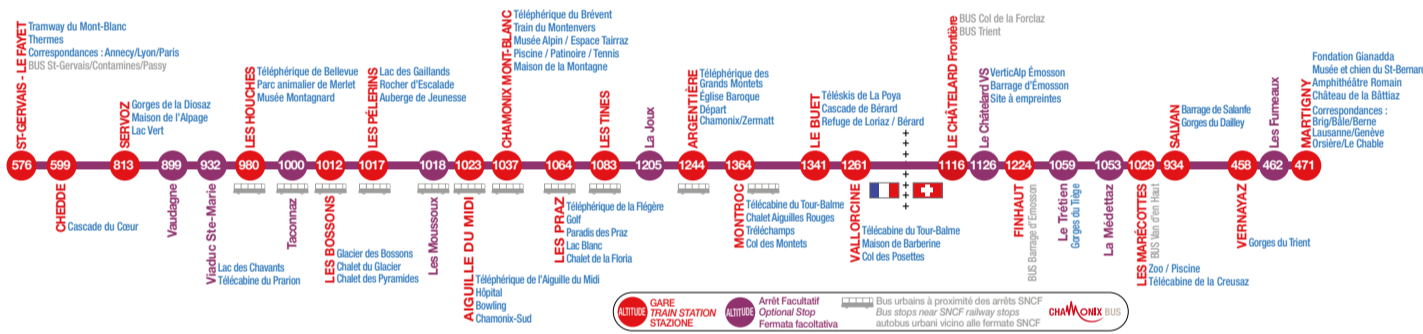 ST-GERVAIS - LE FAYET
Tramway du Mont-Blanc
Thermes
Correspondances : Annecy/Lyon/Paris
BUS St-Gervais/Contamines/Passy
576
599
CHEDDE
Cascade du Cœur
SERVOZ
Gorges de la Diosaz
Maison de l'Alpage
Lac Vert
813
899
Vaudagne
932
Viaduc Ste-Marie
Lac des Chavants
Télécabine du Prarion
LES HOUCHES
Téléphérique de Bellevue
Parc animalier de Merlet
Musée Montagnard
980
1000
Taconnaz
1012
LES BOSSONS
Glacier des Bossons
Chalet du Glacier
Chalet des Pyramides
LES PÉLERINS
Lac des Gaillands
Rocher d'Escalade
Auberge de Jeunesse
1017
1018
Les Moussoux
1023
AIGUILLE DU MIDI
Téléphérique de l'Aiguille du Midi
Hôpital
Bowling
Chamonix-Sud
CHAMONIX MONT-BLANC
Téléphérique du Brévent
Train du Montenvers
Musée Alpin / Espace Tairraz
Piscine / Patinoire / Tennis
Maison de la Montagne
1037
1064
LES PRAZ
Téléphérique de la Flégère
Golf
Paradis des Praz
Lac Blanc
Chalet de la Floria
LES TINES
1083
La Joux
1205
ARGENTIÈRE
Téléphérique des
Grands Montets
Église Baroque
Départ
Chamonix/Zermatt
1244
1364
MONTROC
Télécabine du Tour-Balme
Chalet Aiguilles Rouges
Tréléchamps
Col des Montets
LE BUET
Téléskis de La Poya
Cascade de Bérard
Refuge de Loriaz / Bérard
1341
1261
VALLORCINE
Télécabine du Tour-Balme
Maison de Barberine
Col des Posettes
LE CHÂTELARD Frontière
BUS Col de la Forclaz
BUS Trient
1116
Le Châtelard VS
VerticAlp Émosson
Barrage d'Émosson
Site à empreintes
1126
1224
FINHAUT
BUS Barrage d'Emosson
1059
Le Trétien
Gorges du Tiège
1053
La Médettaz
1029
LES MARÉCOTTES
BUS Van d'en Haut
Zoo / Piscine
Télécabine de la Creusaz
SALVAN
Barrage de Salanfe
Gorges du Dailley
934
458
VERNAYAZ
Gorges du Trient
Les Fumeaux
462
MARTIGNY
Fondation Gianadda
Musée et chien du St-Bernard
Amphithéâtre Romain
Château de la Bâttiaz
Correspondances :
Brig/Bâle/Berne
Lausanne/Genève
Orsière/Le Chable
471
ALTITUDE
GARE
TRAIN STATION
STAZIONE
ALTITUDE
Arrêt Facultatif
Optional Stop
Fermata facoltativa
Bus urbains à proximité des arrêts SNCF
Bus stops near SNCF railway stops
autobus urbani vicino alle fermate SNCF
CHAMONIX BUS